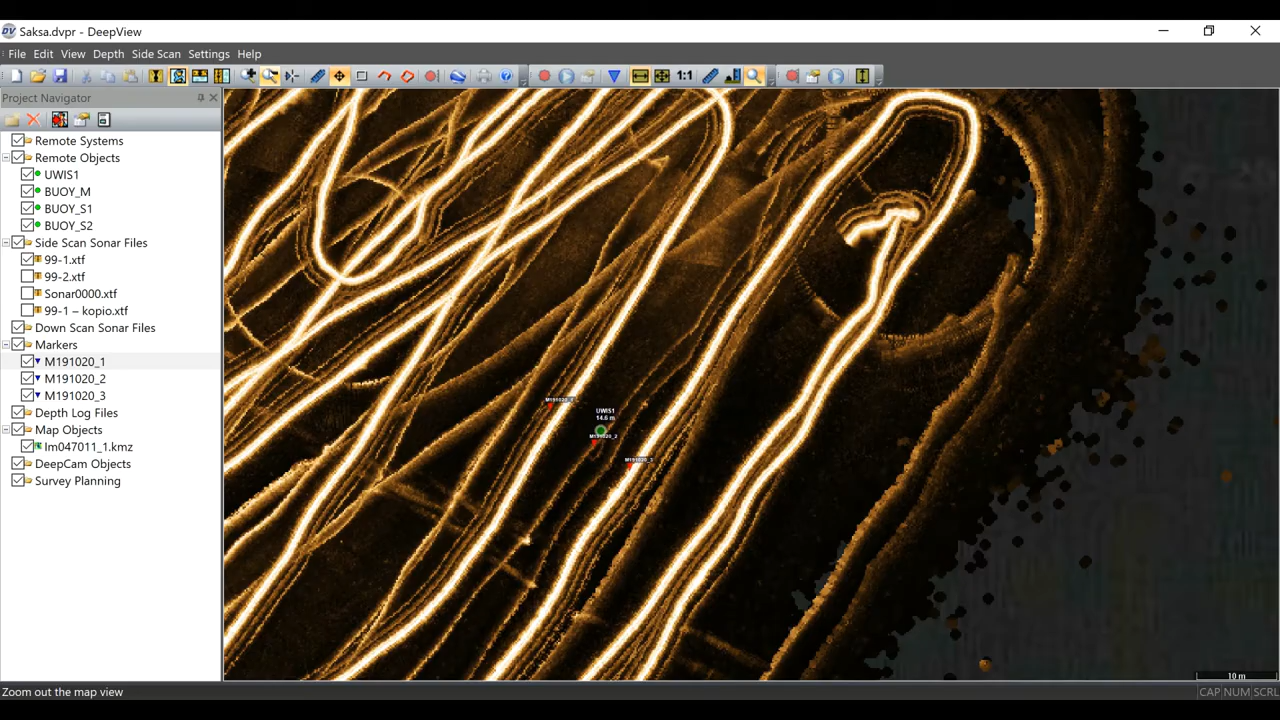 Saksa.dvpr - DeepView
File Edit View Depth Side Scan Settings Help
1:1
Project Navigator
Remote Systems
Remote Objects
UWIS1
BUOY_M
BUOY_S1
BUOY_S2
Side Scan Sonar Files
99-1.xtf
99-2.xtf
Sonar0000.xtf
99-1 – kopio.xtf
Down Scan Sonar Files
Markers
M191020_1
M191020_2
M191020_3
Depth Log Files
Map Objects
lm047011_1.kmz
DeepCam Objects
Survey Planning
UWIS1
14.6 m
M191020_2
M191020_3
10 m
Zoom out the map view
CAP NUM SCRL